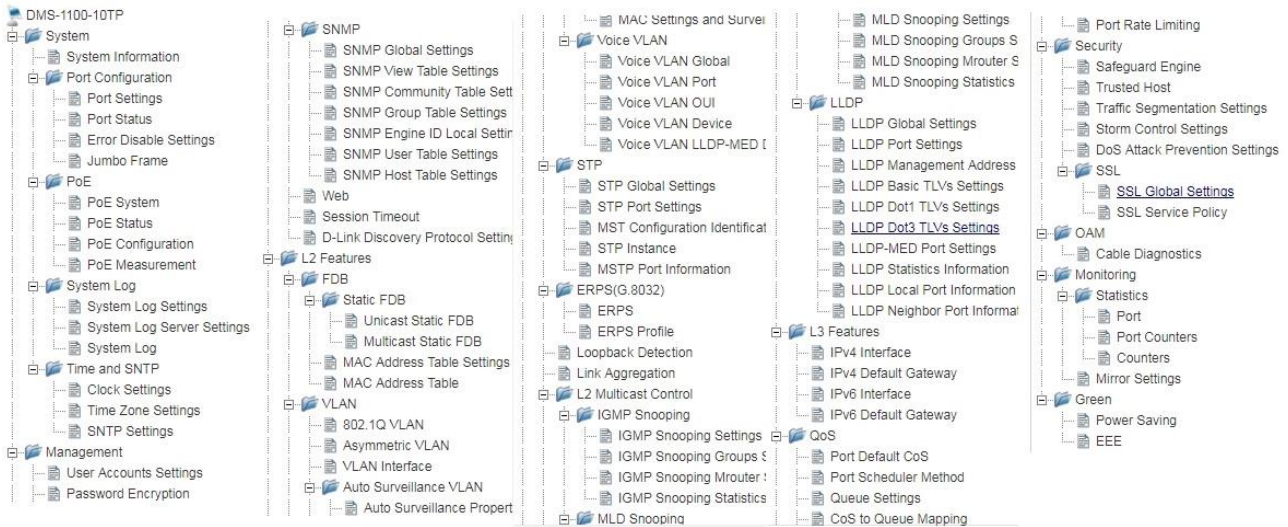 DMS-1100-10TP
System
System Information
Port Configuration
Port Settings
Port Status
Error Disable Settings
Jumbo Frame
PoE
PoE System
PoE Status
PoE Configuration
PoE Measurement
System Log
System Log Settings
System Log Server Settings
System Log
Time and SNTP
Clock Settings
Time Zone Settings
SNTP Settings
Management
User Accounts Settings
Password Encryption
SNMP
SNMP Global Settings
SNMP View Table Settings
SNMP Community Table Sett
SNMP Group Table Settings
SNMP Engine ID Local Settin
SNMP User Table Settings
SNMP Host Table Settings
Web
Session Timeout
D-Link Discovery Protocol Setting
L2 Features
FDB
Static FDB
Unicast Static FDB
Multicast Static FDB
MAC Address Table Settings
MAC Address Table
VLAN
802.1Q VLAN
Asymmetric VLAN
VLAN Interface
Auto Surveillance VLAN
Auto Surveillance Propert
MAC Settings and Survei
Voice VLAN
Voice VLAN Global
Voice VLAN Port
Voice VLAN OUI
Voice VLAN Device
Voice VLAN LLDP-MED D
STP
STP Global Settings
STP Port Settings
MST Configuration Identificat
STP Instance
MSTP Port Information
ERPS(G.8032)
ERPS
ERPS Profile
Loopback Detection
Link Aggregation
L2 Multicast Control
IGMP Snooping
IGMP Snooping Settings
IGMP Snooping Groups S
IGMP Snooping Mrouter S
IGMP Snooping Statistics
MLD Snooping
MLD Snooping Settings
MLD Snooping Groups S
MLD Snooping Mrouter S
MLD Snooping Statistics
LLDP
LLDP Global Settings
LLDP Port Settings
LLDP Management Address
LLDP Basic TLVs Settings
LLDP Dot1 TLVs Settings
LLDP Dot3 TLVs Settings
LLDP-MED Port Settings
LLDP Statistics Information
LLDP Local Port Information
LLDP Neighbor Port Informat
L3 Features
IPv4 Interface
IPv4 Default Gateway
IPv6 Interface
IPv6 Default Gateway
QoS
Port Default CoS
Port Scheduler Method
Queue Settings
CoS to Queue Mapping
Port Rate Limiting
Security
Safeguard Engine
Trusted Host
Traffic Segmentation Settings
Storm Control Settings
DoS Attack Prevention Settings
SSL
SSL Global Settings
SSL Service Policy
OAM
Cable Diagnostics
Monitoring
Statistics
Port
Port Counters
Counters
Mirror Settings
Green
Power Saving
EEE